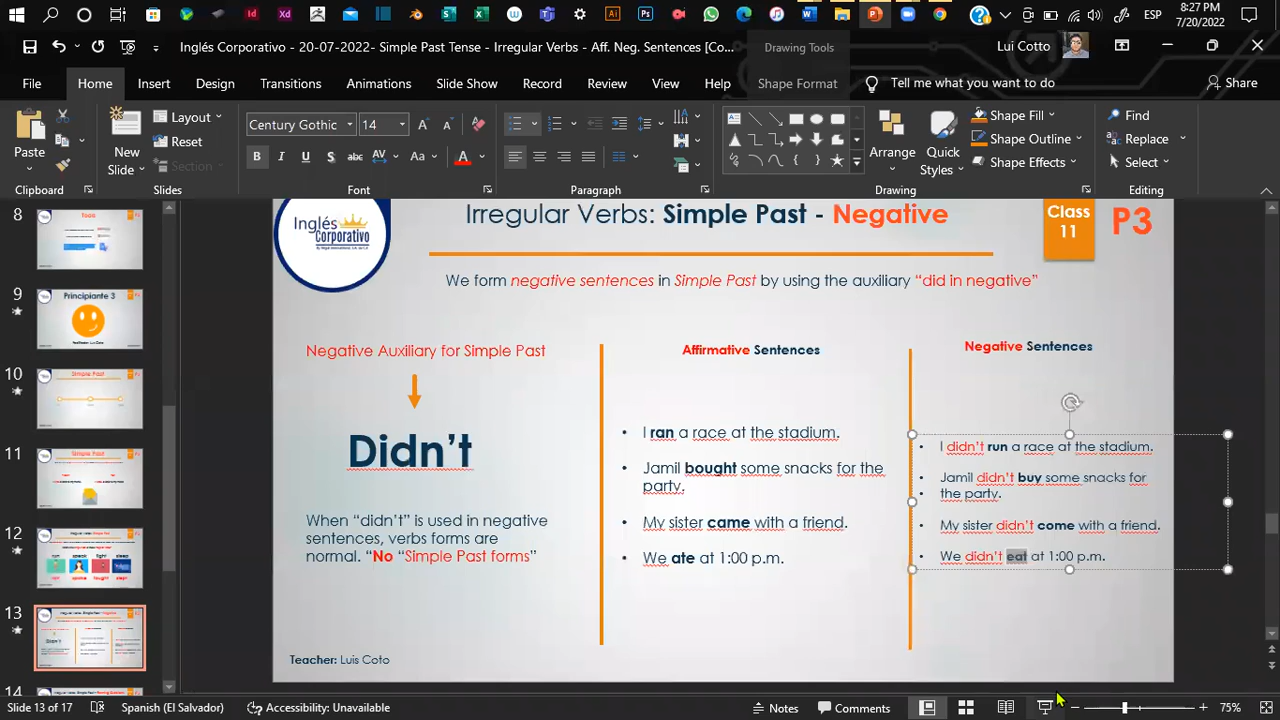 8:27 PM
ESP
7/20/2022
Inglés Corporativo - 20-07-2022- Simple Past Tense - Irregular Verbs - Aff. Neg. Sentences [Co...
Drawing Tools
Lui Cotto
File
Home
Insert
Design
Transitions
Animations
Slide Show
Record
Review
View
Help
Shape Format
Tell me what you want to do
Share
Paste
New Slide
Layout
Reset
Section
Century Gothic
14
Arrange
Quick Styles
Shape Fill
Shape Outline
Shape Effects
Find
Replace
Select
Clipboard
Slides
Font
Paragraph
Drawing
Editing
8
9
Principiante 3
10
Simple Past
11
Simple Past
12
13
14
Inglés
Corporativo
Irregular Verbs: Simple Past - Negative
Class
11
P3
We form negative sentences in Simple Past by using the auxiliary “did in negative”
Negative Auxiliary for Simple Past
Didn’t
When “didn’t” is used in negative
sentences, verbs forms are
normal. “No “Simple Past forms”
Affirmative Sentences
• I ran a race at the stadium.
• Jamil bought some snacks for the
party.
• My sister came with a friend.
• We ate at 1:00 p.m.
Negative Sentences
• I didn’t run a race at the stadium.
• Jamil didn’t buy some snacks for
• the party.
• My sister didn’t come with a friend.
• We didn’t eat at 1:00 p.m.
Teacher: Luis Coto
Slide 13 of 17
Spanish (El Salvador)
Accessibility: Unavailable
Notes
Comments
75%